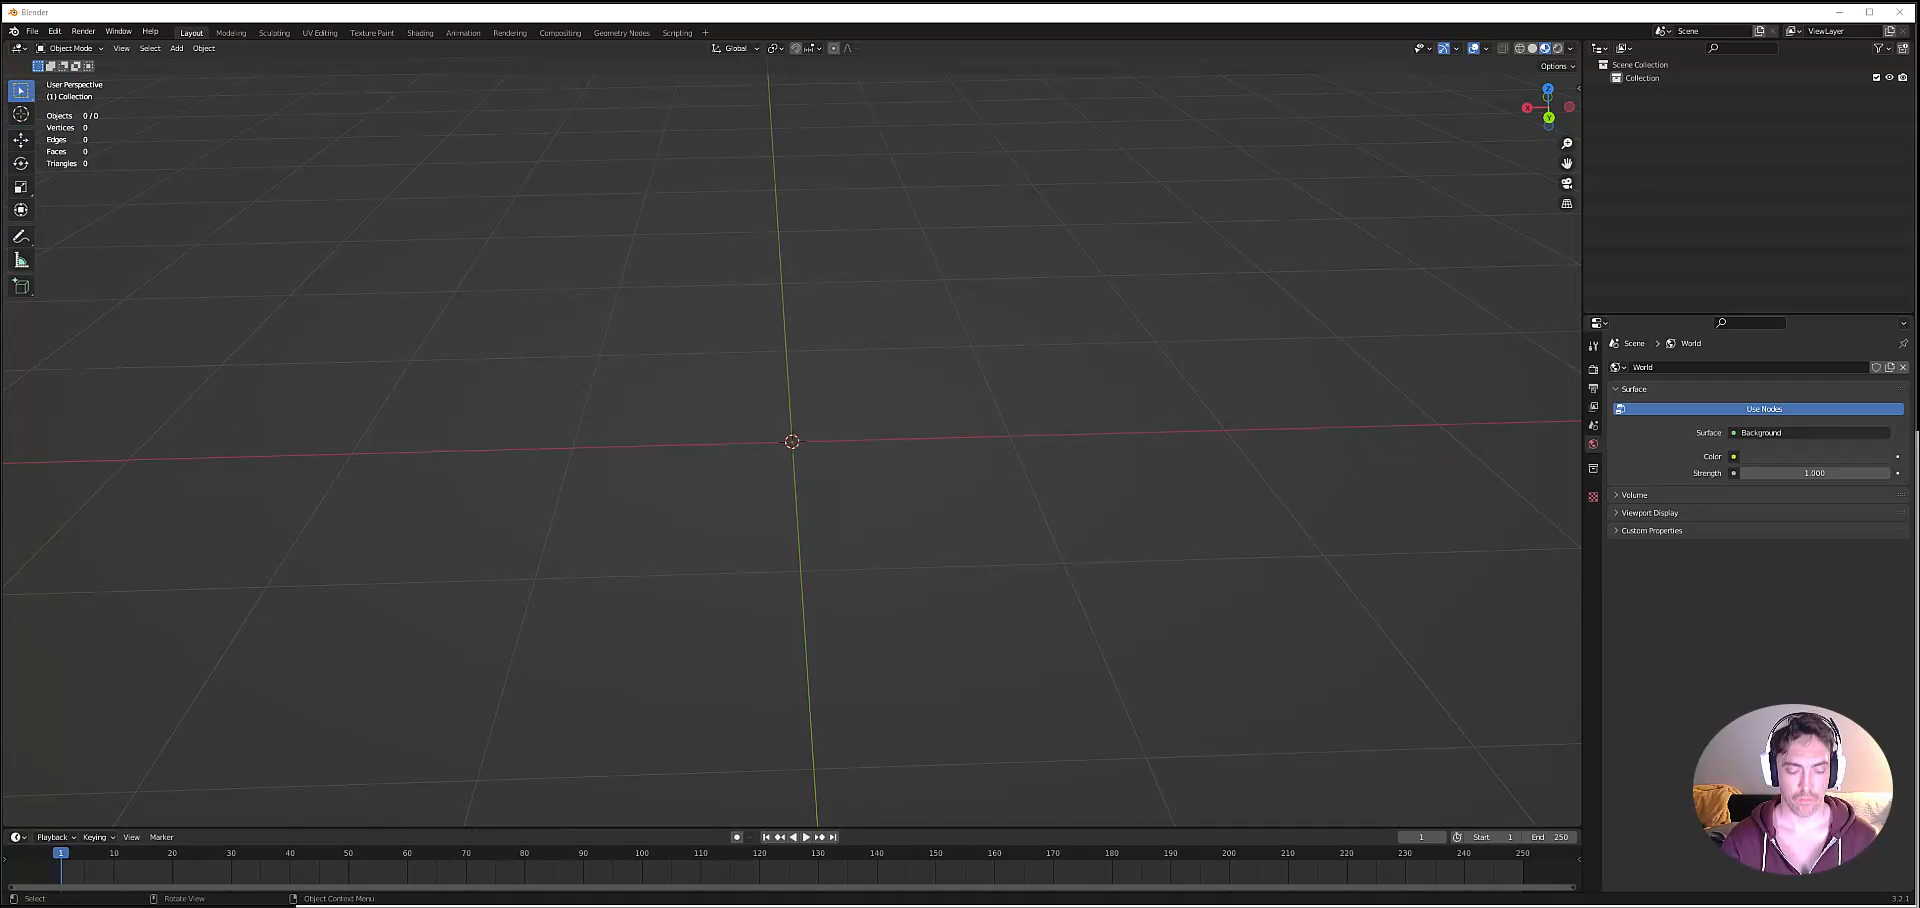 Blender
File Edit Render Window Help Layout Modeling Sculpting UV Editing Texture Paint Shading Animation Rendering Compositing Geometry Nodes Scripting + Scene ViewLayer
Object Mode View Select Add Object Global
Options
User Perspective
(1) Collection
Objects 0 / 0
Vertices 0
Edges 0
Faces 0
Triangles 0
Z
X
Y
Scene Collection
Collection
Scene > World
World
Surface
Use Nodes
Surface Background
Color
Strength 1.000
Volume
Viewport Display
Custom Properties
Playback Keying View Marker 1 Start 1 End 250
1 10 20 30 40 50 60 70 80 90 100 110 120 130 140 150 160 170 180 190 200 210 220 230 240 250
Select Rotate View Object Context Menu 3.2.1